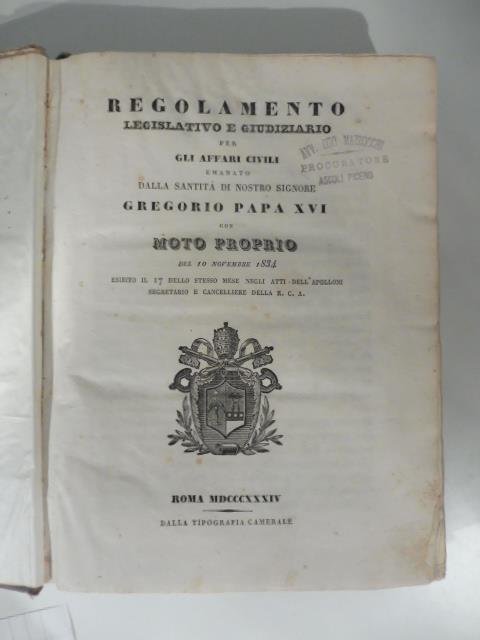 REGOLAMENTO
LEGISLATIVO E GIUDIZIARIO
PER
GLI AFFARI CIVILI
EMANATO
DALLA SANTITÀ DI NOSTRO SIGNORE
GREGORIO PAPA XVI
CON
MOTO PROPRIO
DEL 10 NOVEMBRE 1834
ESIBITO IL 17 DELLO STESSO MESE NEGLI ATTI DELL'APOLLONI
SEGRETARIO E CANCELLIERE DELLA R. C. A.
AVV. UGO
PROCURATORE
ASCOLI PICENO
ROMA MDCCCXXXIV
DALLA TIPOGRAFIA CAMERALE